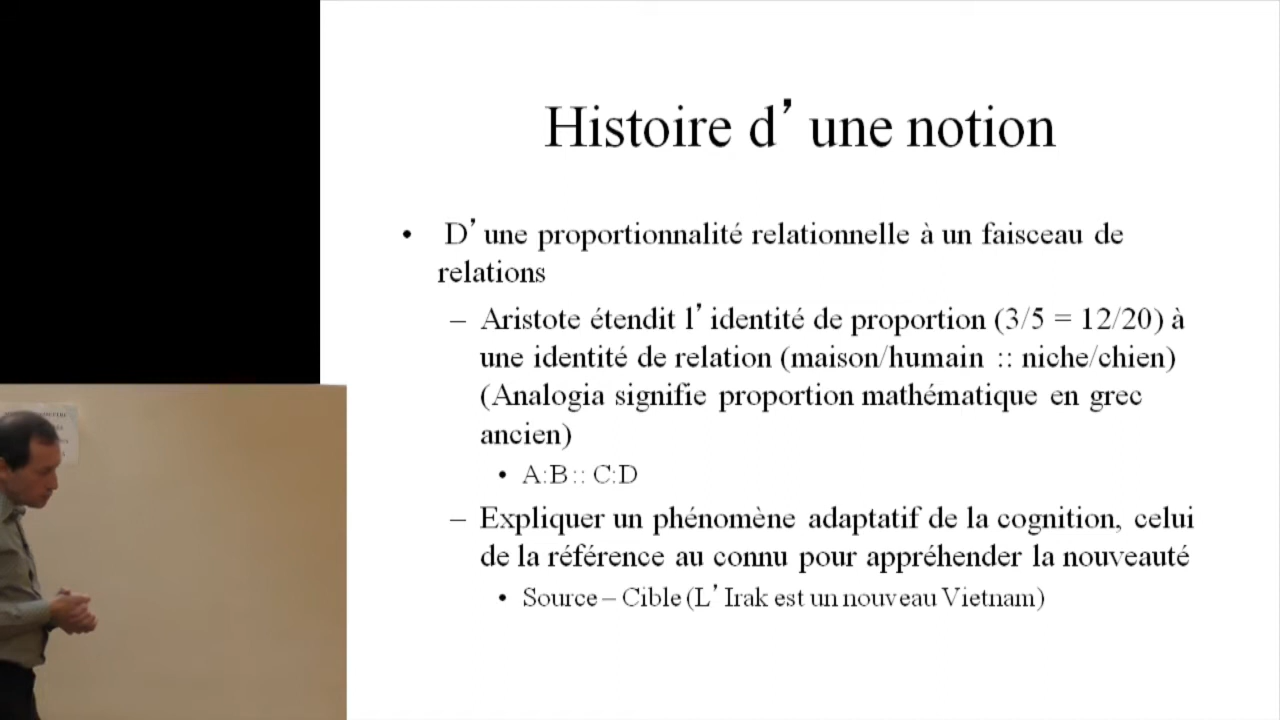 Histoire d’une notion
• D’une proportionnalité relationnelle à un faisceau de
relations
– Aristote étendit l’identité de proportion (3/5 = 12/20) à
une identité de relation (maison/humain :: niche/chien)
(Analogia signifie proportion mathématique en grec
ancien)
• A:B :: C:D
– Expliquer un phénomène adaptatif de la cognition, celui
de la référence au connu pour appréhender la nouveauté
• Source – Cible (L’Irak est un nouveau Vietnam)